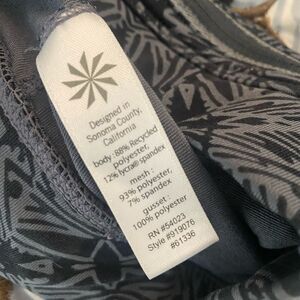 Designed in
Sonoma County,
California
body : 88% Recycled
polyester,
12% lycra® spandex
mesh :
93% polyester,
7% spandex
gusset :
100% polyester
RN #54023
Style #919076
#61336